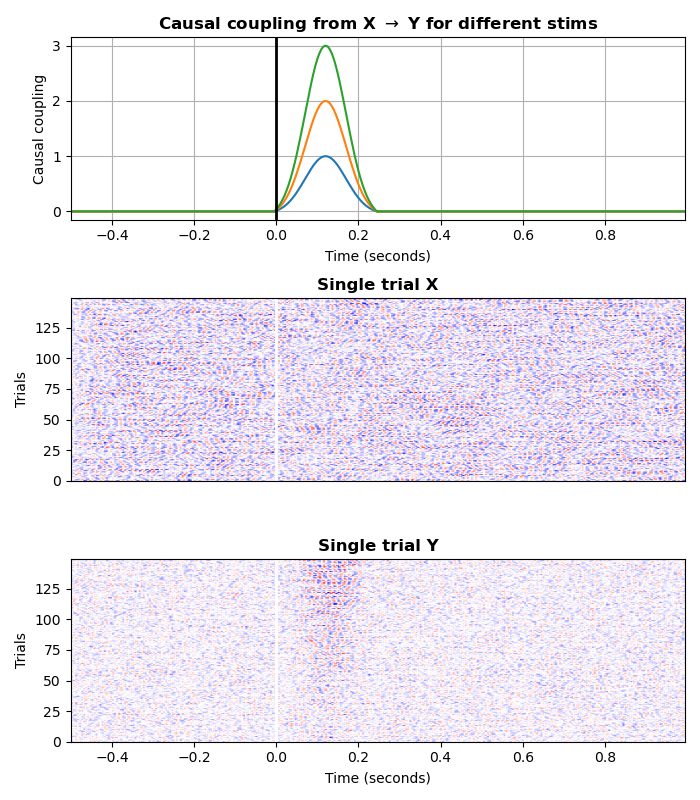 Causal coupling from X → Y for different stims
3
2
1
0
Causal coupling
−0.4 −0.2 0.0 0.2 0.4 0.6 0.8
Time (seconds)
Single trial X
125
100
75
50
25
0
Trials
Single trial Y
125
100
75
50
25
0
Trials
−0.4 −0.2 0.0 0.2 0.4 0.6 0.8
Time (seconds)